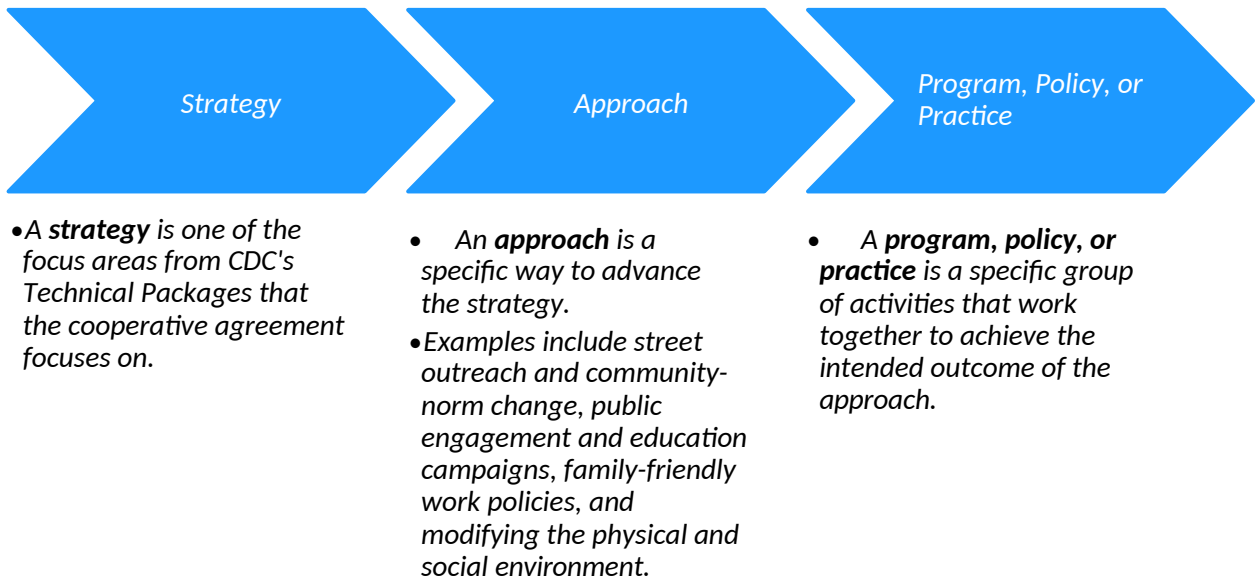 Strategy
Approach
Program, Policy, or
Practice
•A strategy is one of the
focus areas from CDC's
Technical Packages that
the cooperative agreement
focuses on.
• An approach is a
specific way to advance
the strategy.
•Examples include street
outreach and community-
norm change, public
engagement and education
campaigns, family-friendly
work policies, and
modifying the physical and
social environment.
• A program, policy, or
practice is a specific group
of activities that work
together to achieve the
intended outcome of the
approach.